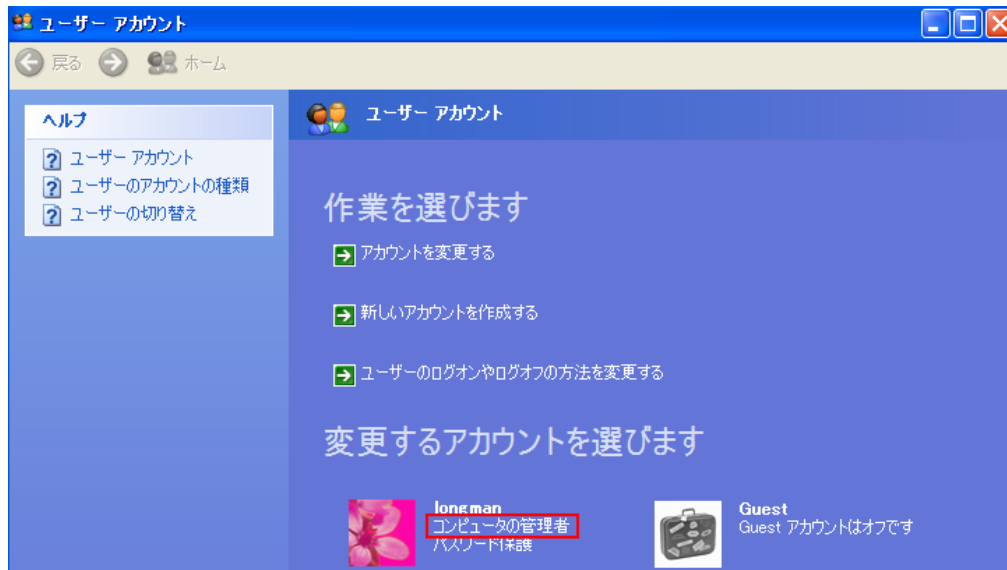 ユーザー アカウント
戻る ホーム
ヘルプ
ユーザー アカウント
ユーザーのアカウントの種類
ユーザーの切り替え
ユーザー アカウント
作業を選びます
アカウントを変更する
新しいアカウントを作成する
ユーザーのログオンやログオフの方法を変更する
変更するアカウントを選びます
longman
コンピュータの管理者
パスワード保護
Guest
Guest アカウントはオフです